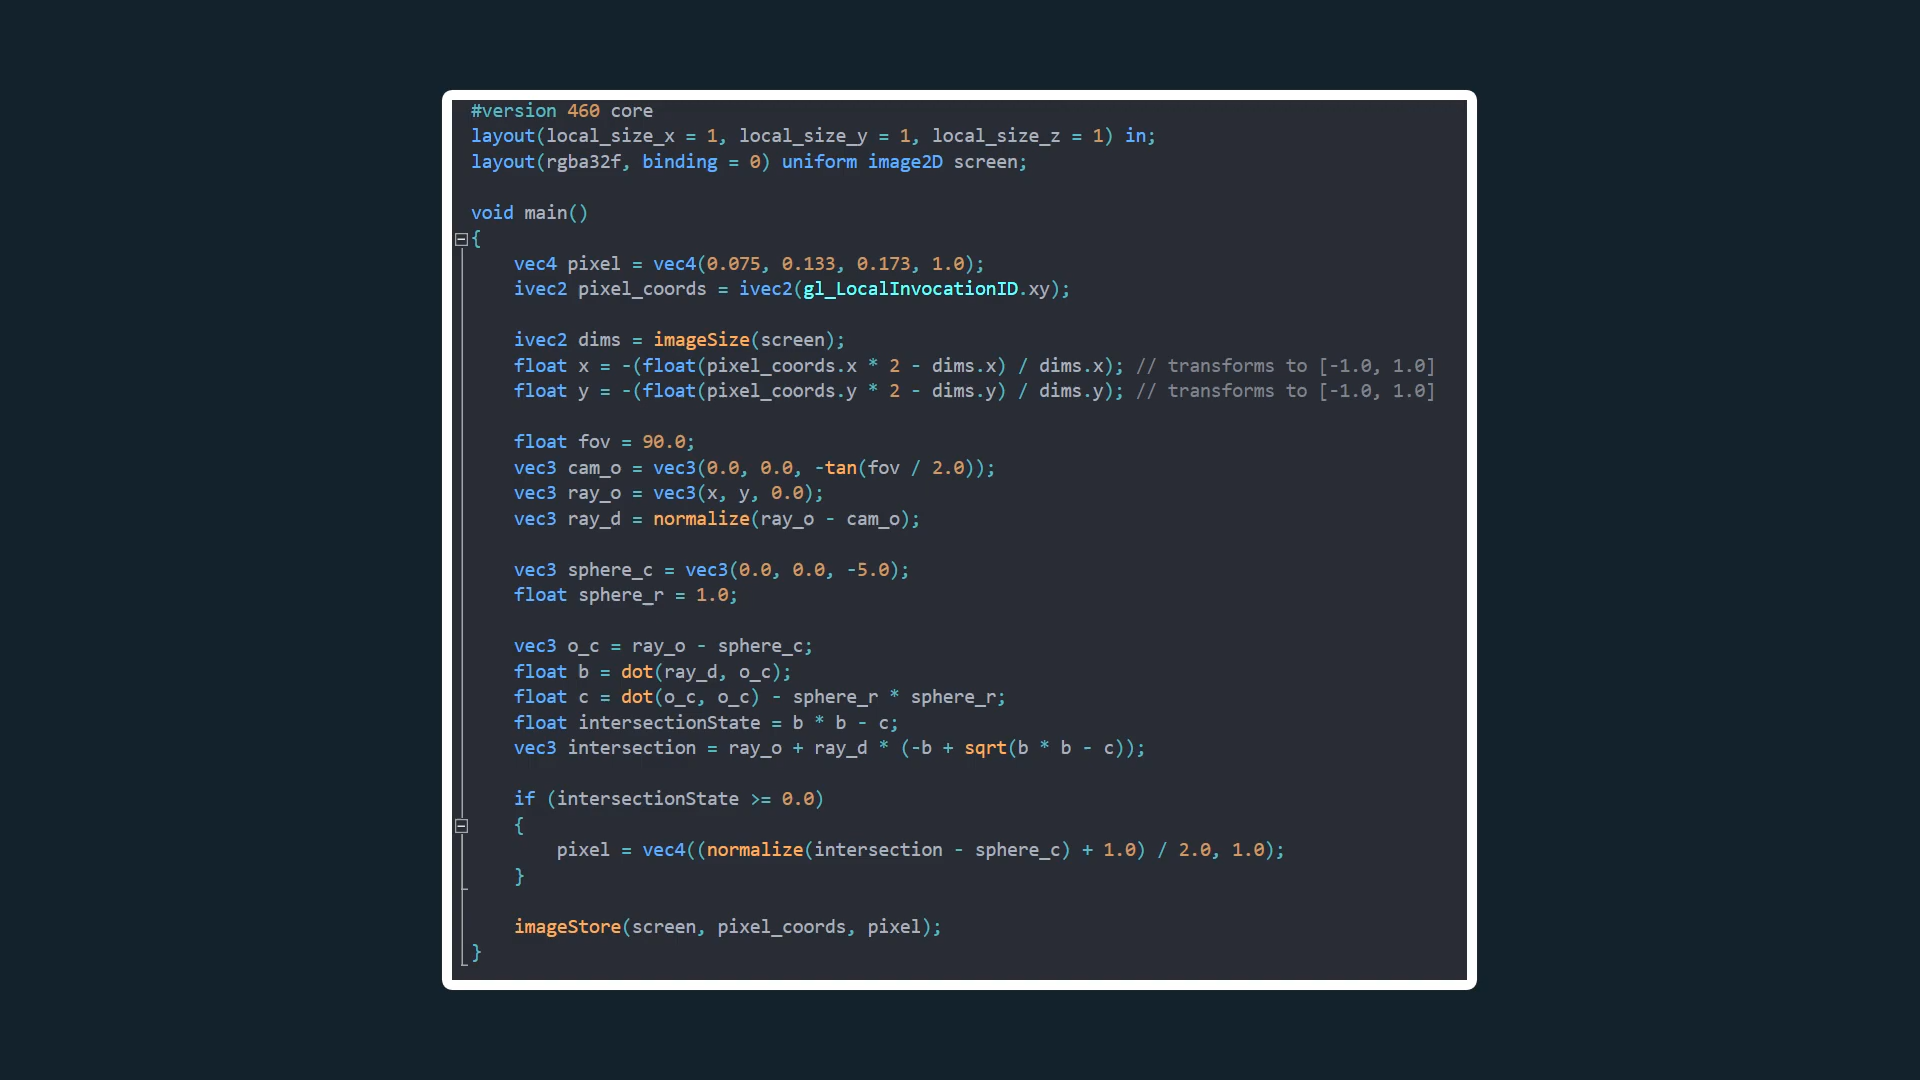 #version 460 core
layout(local_size_x = 1, local_size_y = 1, local_size_z = 1) in;
layout(rgba32f, binding = 0) uniform image2D screen;
void main()
{
vec4 pixel = vec4(0.075, 0.133, 0.173, 1.0);
ivec2 pixel_coords = ivec2(gl_LocalInvocationID.xy);
ivec2 dims = imageSize(screen);
float x = -(float(pixel_coords.x * 2 - dims.x) / dims.x); // transforms to [-1.0, 1.0]
float y = -(float(pixel_coords.y * 2 - dims.y) / dims.y); // transforms to [-1.0, 1.0]
float fov = 90.0;
vec3 cam_o = vec3(0.0, 0.0, -tan(fov / 2.0));
vec3 ray_o = vec3(x, y, 0.0);
vec3 ray_d = normalize(ray_o - cam_o);
vec3 sphere_c = vec3(0.0, 0.0, -5.0);
float sphere_r = 1.0;
vec3 o_c = ray_o - sphere_c;
float b = dot(ray_d, o_c);
float c = dot(o_c, o_c) - sphere_r * sphere_r;
float intersectionState = b * b - c;
vec3 intersection = ray_o + ray_d * (-b + sqrt(b * b - c));
if (intersectionState >= 0.0)
{
pixel = vec4((normalize(intersection - sphere_c) + 1.0) / 2.0, 1.0);
}
imageStore(screen, pixel_coords, pixel);
}